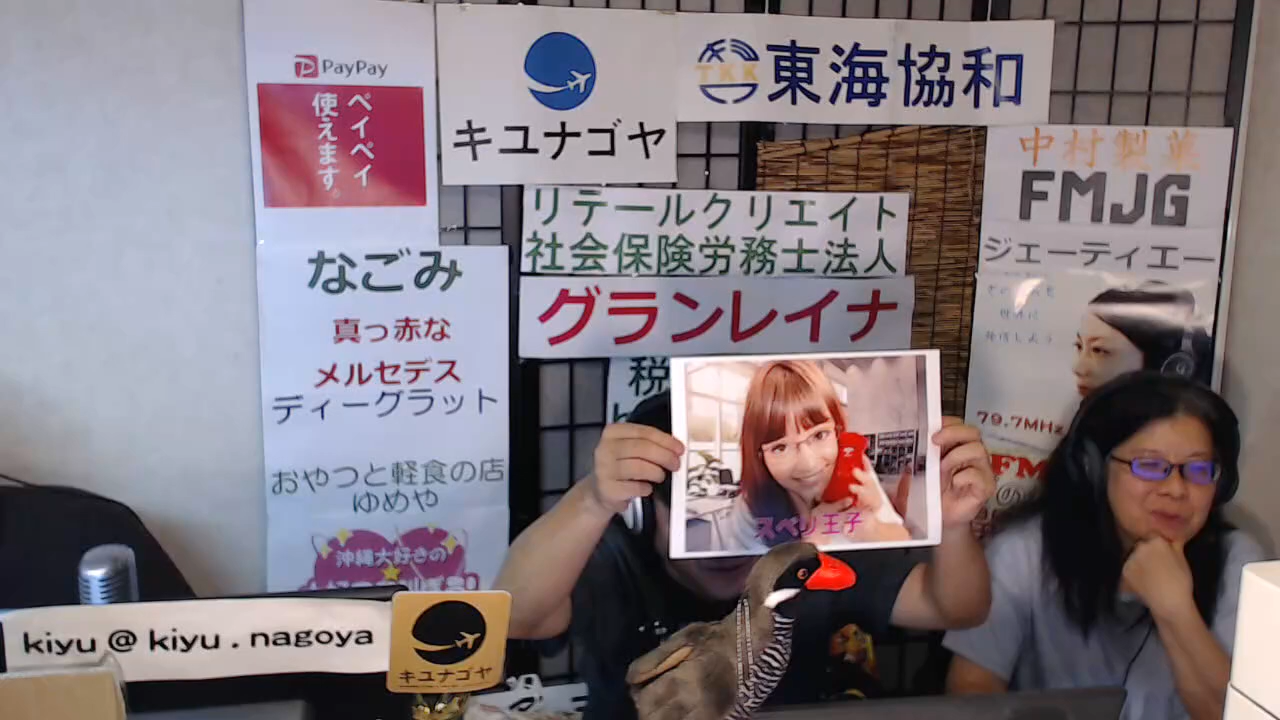 PayPay
ペイペイ
使えます。
キユナゴヤ
TKK
東海協和
中村製菓
FMJG
ジエーティエー
リテールクリエイト
社会保険労務士法人
グランレイナ
税
なごみ
真っ赤な
メルセデス
ディーグラット
おやつと軽食の店
ゆめや
沖縄大好きの
スベリ王子
79.7MHz
FM
kiyu @ kiyu . nagoya
キユナゴヤ